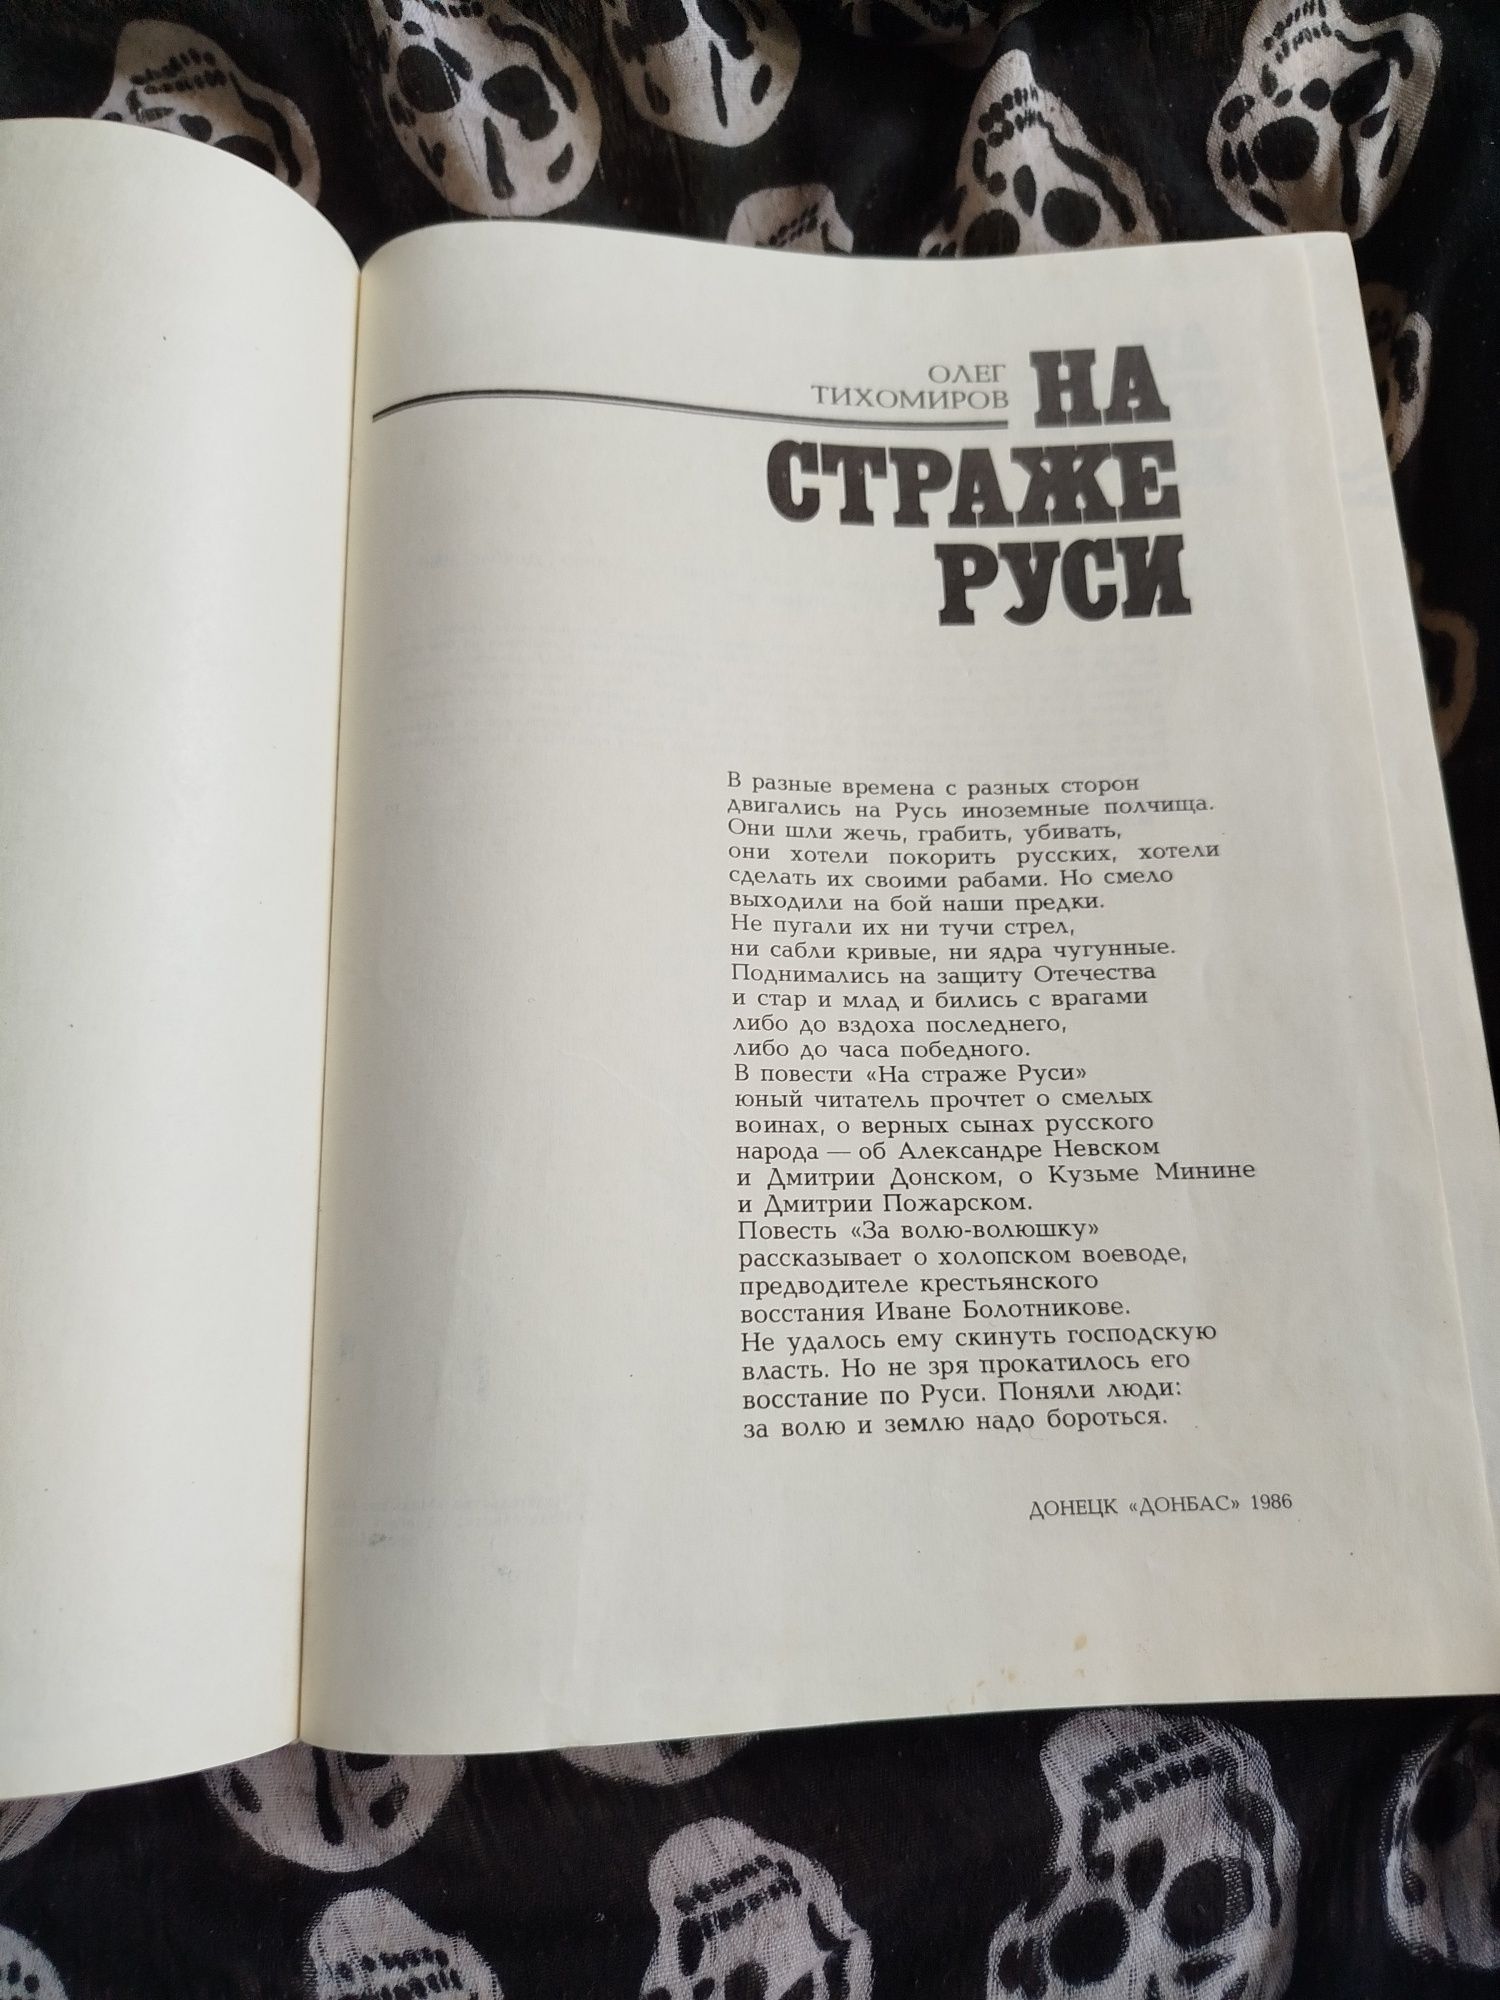 ОЛЕГ
ТИХОМИРОВ
НА
СТРАЖЕ
РУСИ
В разные времена с разных сторон
двигались на Русь иноземные полчища.
Они шли жечь, грабить, убивать,
они хотели покорить русских, хотели
сделать их своими рабами. Но смело
выходили на бой наши предки.
Не пугали их ни тучи стрел,
ни сабли кривые, ни ядра чугунные.
Поднимались на защиту Отечества
и стар и млад и бились с врагами
либо до вздоха последнего,
либо до часа победного.
В повести «На страже Руси»
юный читатель прочтет о смелых
воинах, о верных сынах русского
народа — об Александре Невском
и Дмитрии Донском, о Кузьме Минине
и Дмитрии Пожарском.
Повесть «За волю-волюшку»
рассказывает о холопском воеводе,
предводителе крестьянского
восстания Иване Болотникове.
Не удалось ему скинуть господскую
власть. Но не зря прокатилось его
восстание по Руси. Поняли люди:
за волю и землю надо бороться.
ДОНЕЦК «ДОНБАС» 1986